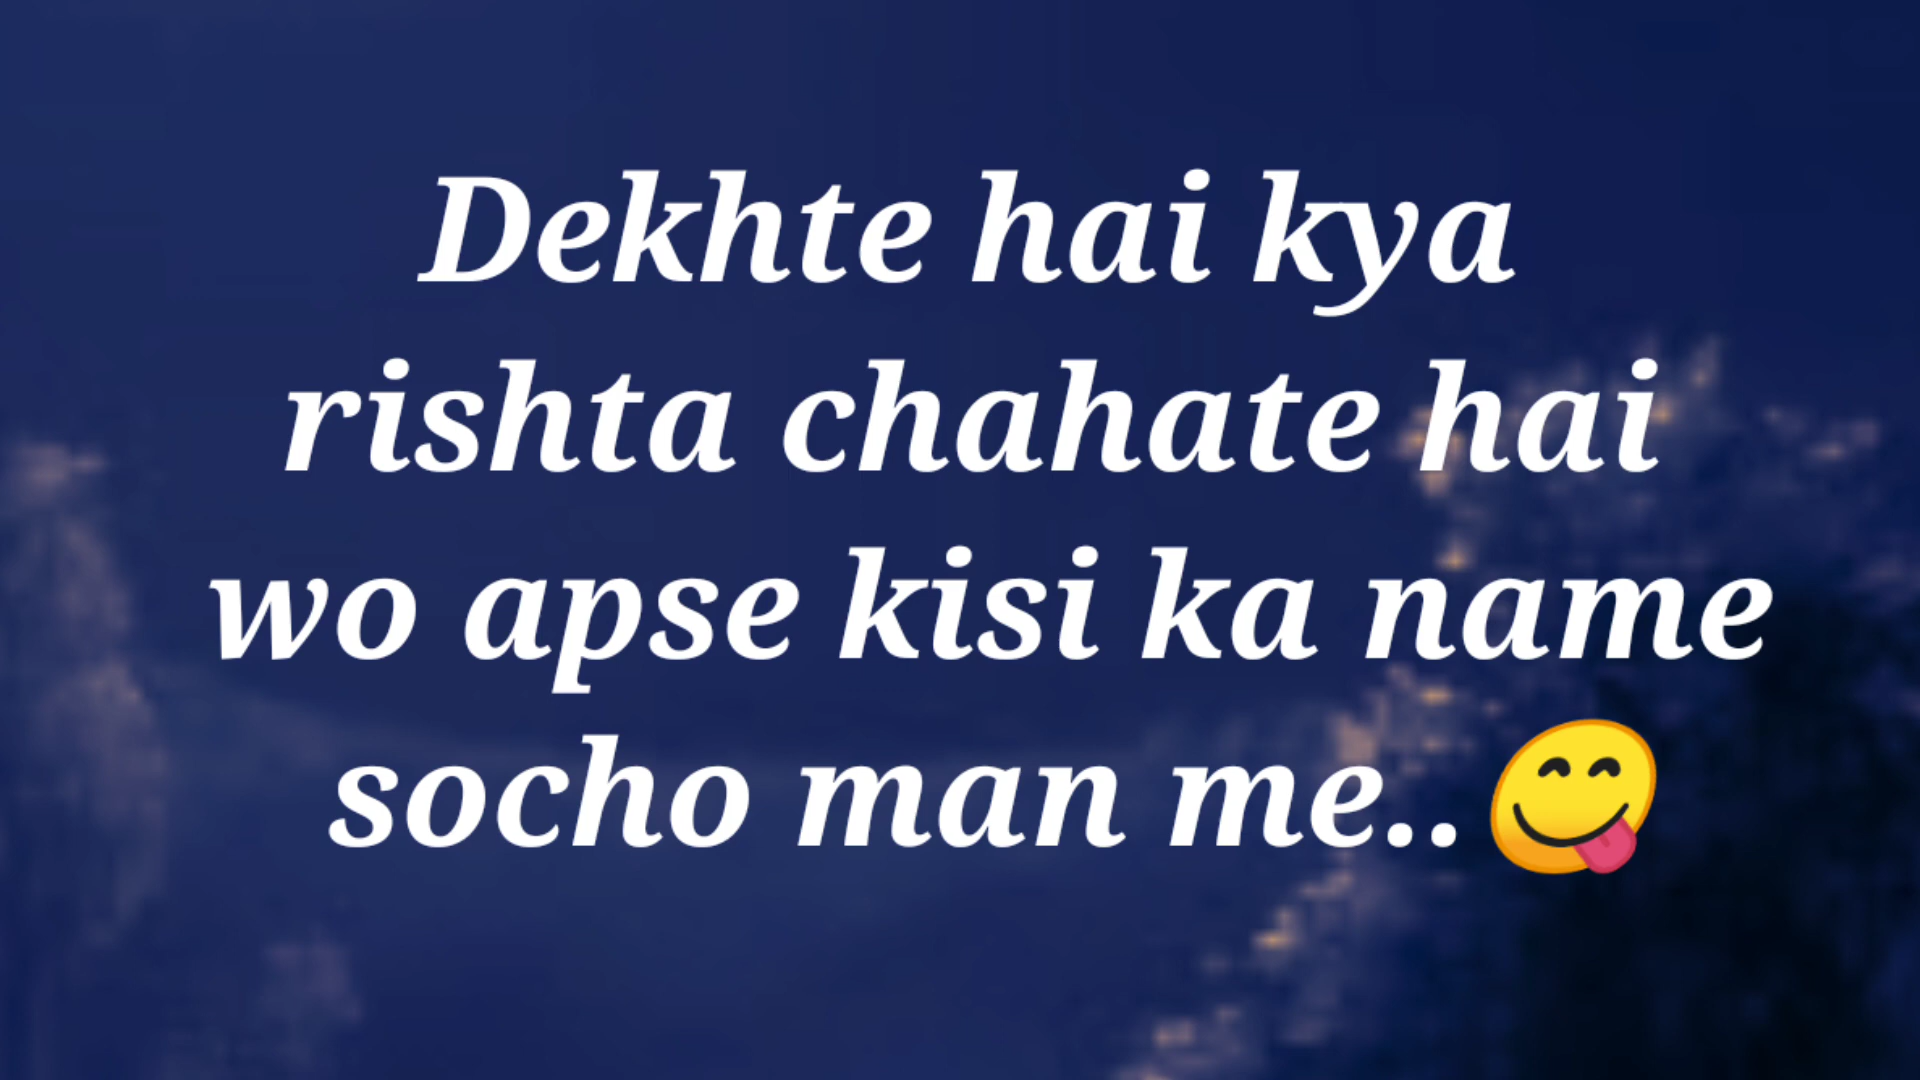 Dekhte hai kya
rishta chahate hai
wo apse kisi ka name
socho man me..😋